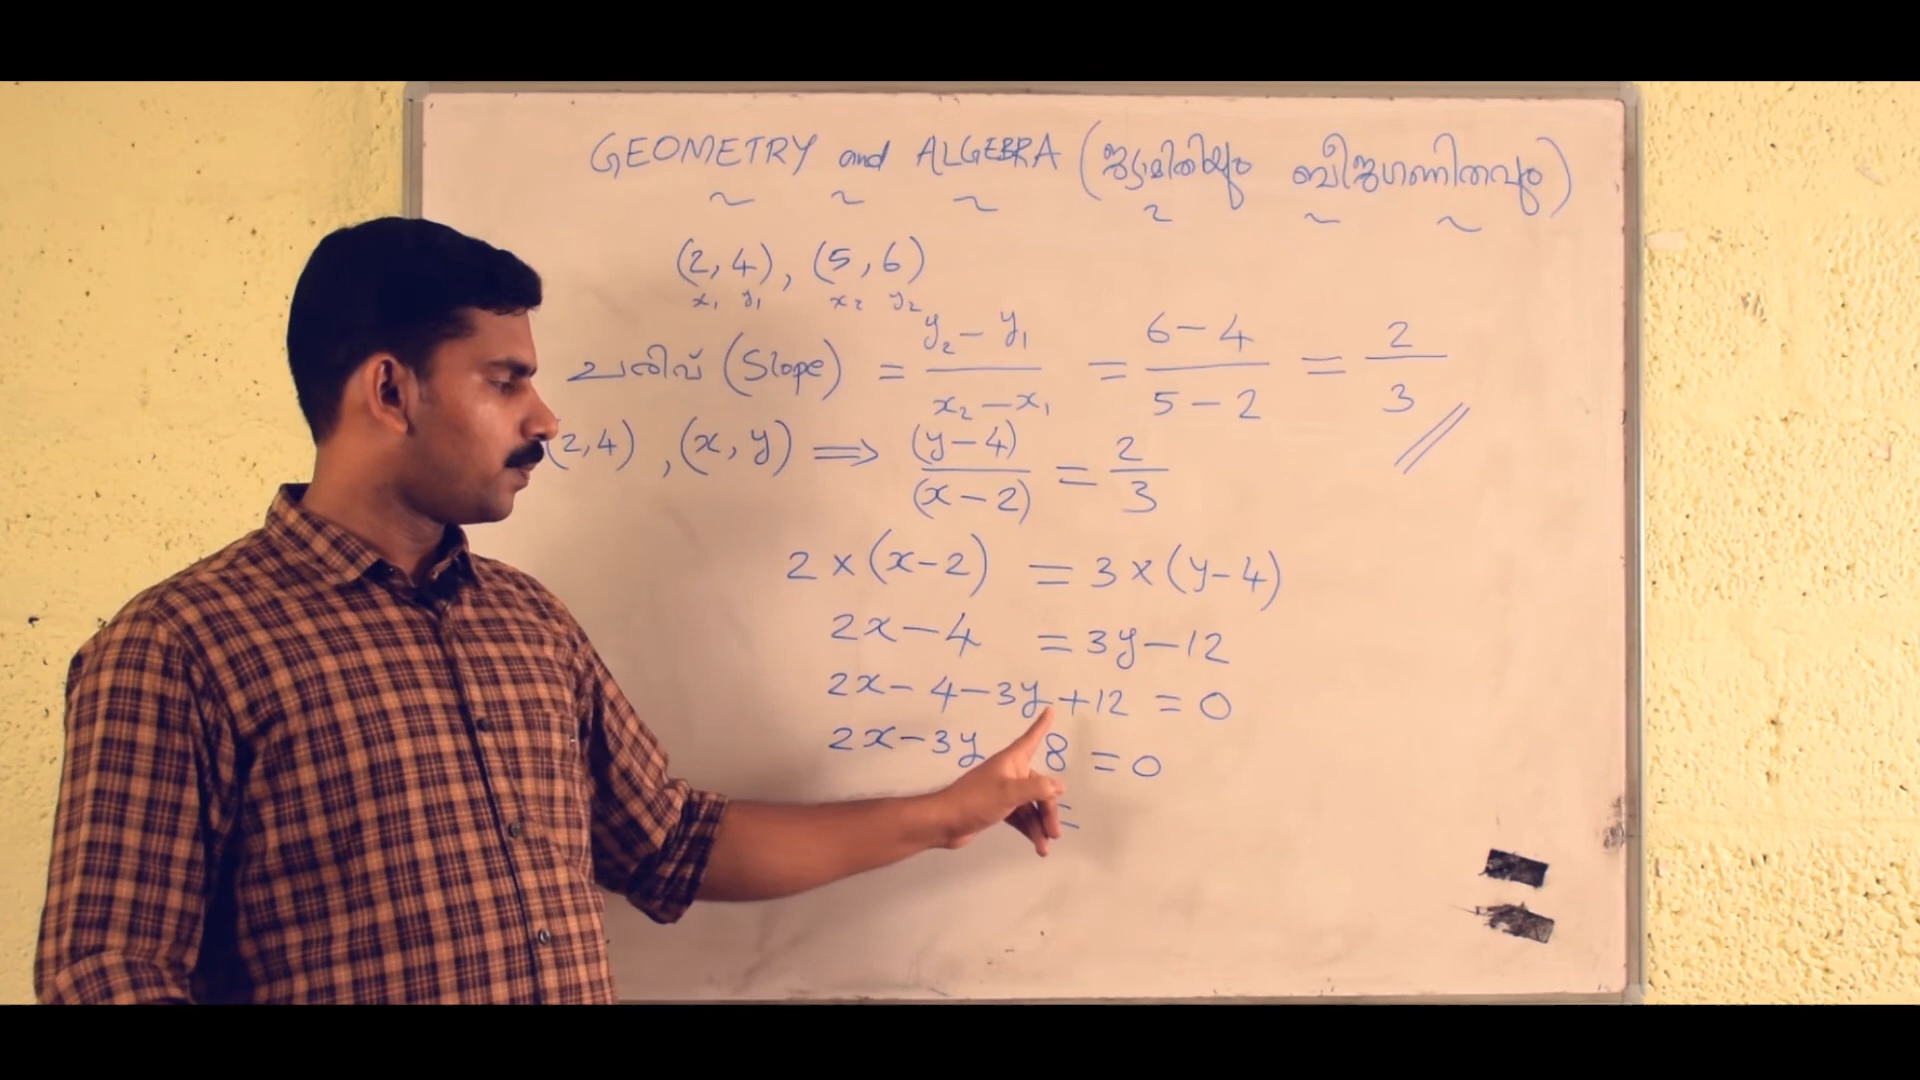 GEOMETRY and ALGEBRA (ജ്യാമിതിയും ബീജഗണിതവും)
(2,4), (5,6)
x₁ y₁ x₂ y₂
ചരിവ് (Slope) = y₂-y₁ / x₂-x₁ = 6-4 / 5-2 = 2/3
(2,4), (x,y) ⟹ (y-4) / (x-2) = 2/3
2×(x-2) = 3×(y-4)
2x-4 = 3y-12
2x-4-3y+12 = 0
2x-3y 8 = 0
=